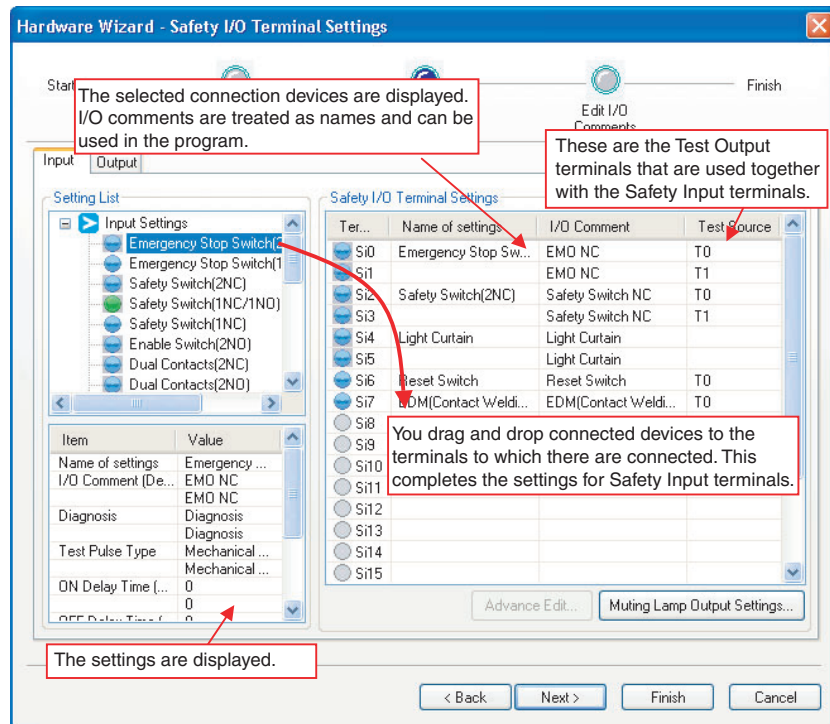 Hardware Wizard - Safety I/O Terminal Settings
Start
Finish
Edit I/O
Comments
The selected connection devices are displayed.
I/O comments are treated as names and can be
used in the program.
These are the Test Output
terminals that are used together
with the Safety Input terminals.
Input Output
Setting List
Input Settings
Emergency Stop Switch(2
Emergency Stop Switch(1
Safety Switch(2NC)
Safety Switch(1NC/1NO)
Safety Switch(1NC)
Enable Switch(2NO)
Dual Contacts(2NC)
Dual Contacts(2NO)
Item Value
Name of settings Emergency ...
I/O Comment (De... EMO NC
EMO NC
Diagnosis Diagnosis
Diagnosis
Test Pulse Type Mechanical ...
Mechanical ...
ON Delay Time (... 0
0
OFF Delay Time ( 0
The settings are displayed.
Safety I/O Terminal Settings
Ter... Name of settings I/O Comment Test Source
Si0 Emergency Stop Sw... EMO NC T0
Si1 EMO NC T1
Si2 Safety Switch(2NC) Safety Switch NC T0
Si3 Safety Switch NC T1
Si4 Light Curtain Light Curtain
Si5 Light Curtain
Si6 Reset Switch Reset Switch T0
Si7 EDM(Contact Weldi... EDM(Contact Weldi... T0
Si8
Si9
Si10
Si11
Si12
Si13
Si14
Si15
You drag and drop connected devices to the
terminals to which there are connected. This
completes the settings for Safety Input terminals.
Advance Edit... Muting Lamp Output Settings...
< Back Next > Finish Cancel